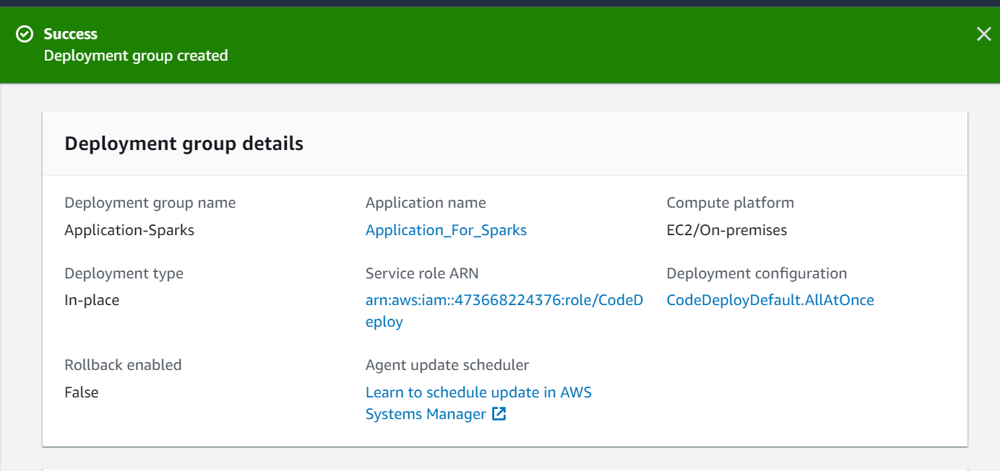 Success
Deployment group created
Deployment group details
Deployment group name
Application-Sparks
Application name
Application_For_Sparks
Compute platform
EC2/On-premises
Deployment type
In-place
Service role ARN
arn:aws:iam::473668224376:role/CodeD
eploy
Deployment configuration
CodeDeployDefault.AllAtOnce
Rollback enabled
False
Agent update scheduler
Learn to schedule update in AWS
Systems Manager